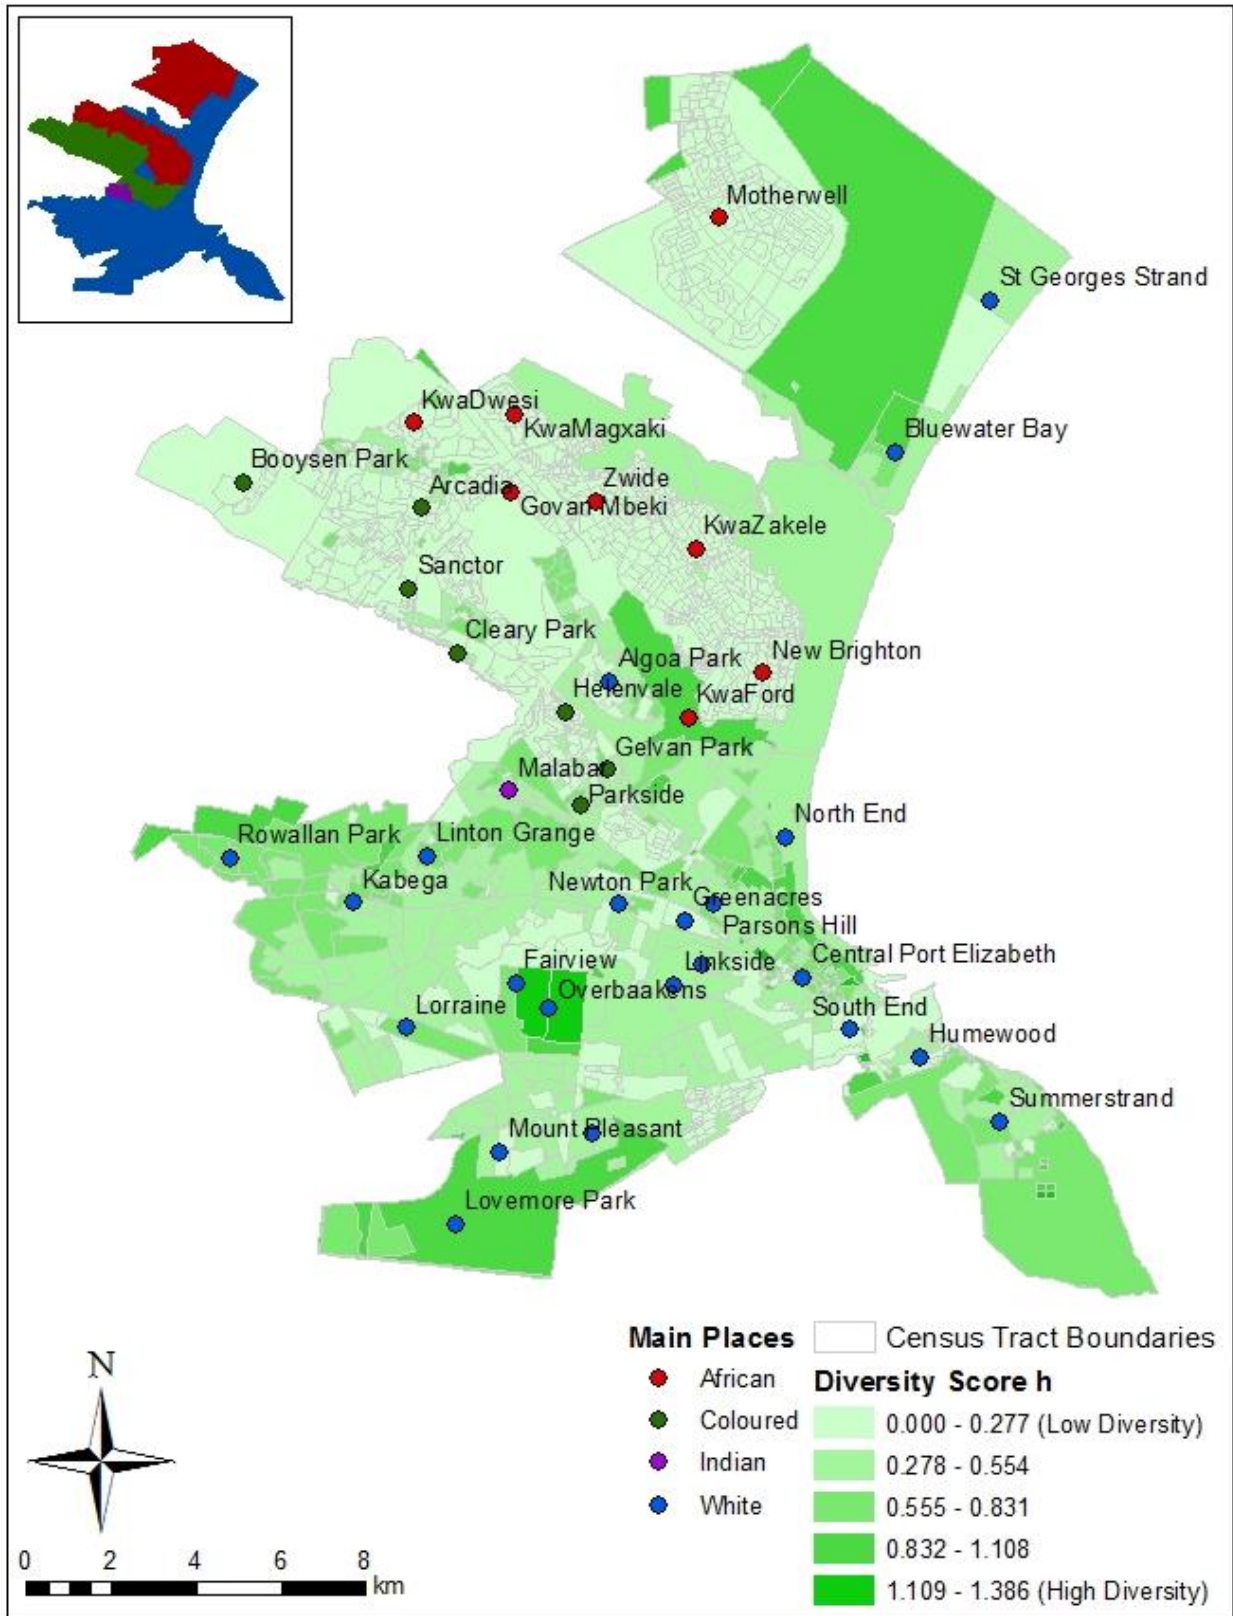 Motherwell
St Georges Strand
KwaDwesi
KwaMagxaki
Bluewater Bay
Booysen Park
Arcadia
Zwide
Govan Mbeki
KwaZakele
Sanctor
Cleary Park
Algoa Park
New Brighton
Helenvale
KwaFord
Gelvan Park
Malabar
Parkside
North End
Rowallan Park
Linton Grange
Kabega
Newton Park
Greenacres
Parsons Hill
Fairview
Linkside
Central Port Elizabeth
Overbaakens
Lorraine
South End
Humewood
Summerstrand
Mount Pleasant
Lovemore Park
Main Places
African
Coloured
Indian
White
Census Tract Boundaries
Diversity Score h
0.000 - 0.277 (Low Diversity)
0.278 - 0.554
0.555 - 0.831
0.832 - 1.108
1.109 - 1.386 (High Diversity)
N
0 2 4 6 8
km